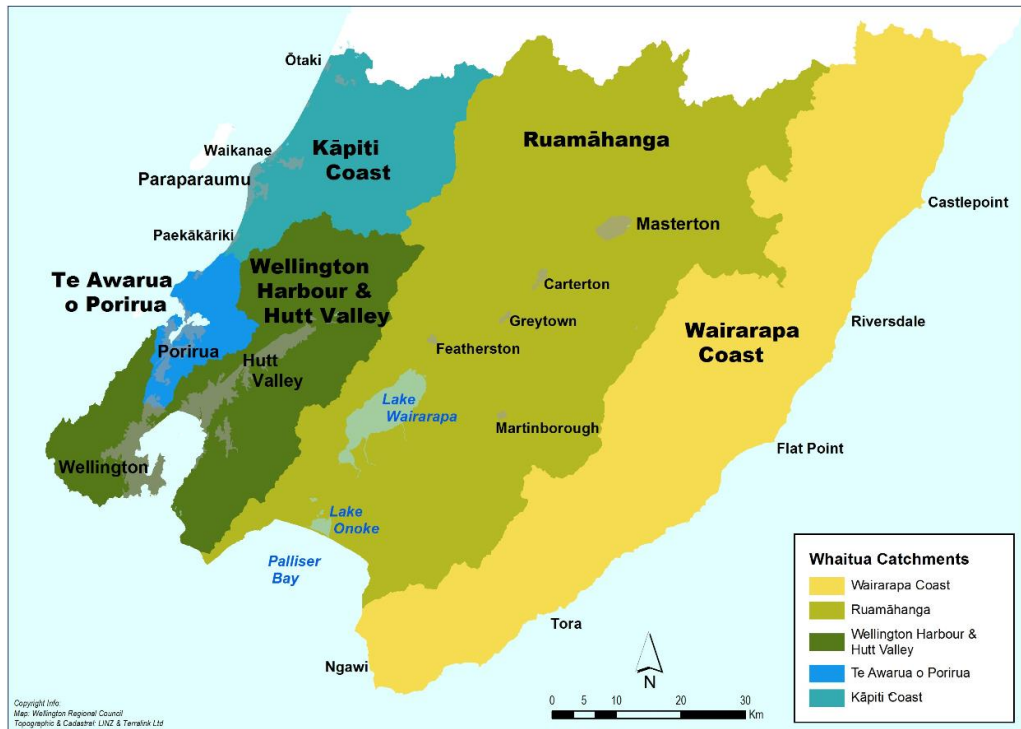 Ōtaki
Waikanae
Paraparaumu
Kāpiti
Coast
Ruamāhanga
Castlepoint
Masterton
Paekākāriki
Te Awarua
o Porirua
Wellington
Harbour &
Hutt Valley
Carterton
Greytown
Riversdale
Wairarapa
Coast
Porirua
Hutt
Valley
Featherston
Lake
Wairarapa
Martinborough
Flat Point
Wellington
Lake
Onoke
Palliser
Bay
Tora
Ngawi
N
0 5 10 20 30
Km
Whaitua Catchments
Wairarapa Coast
Ruamāhanga
Wellington Harbour &
Hutt Valley
Te Awarua o Porirua
Kāpiti Coast
Copyright Info:
Map: Wellington Regional Council
Topographic & Cadastral: LINZ & Terralink Ltd